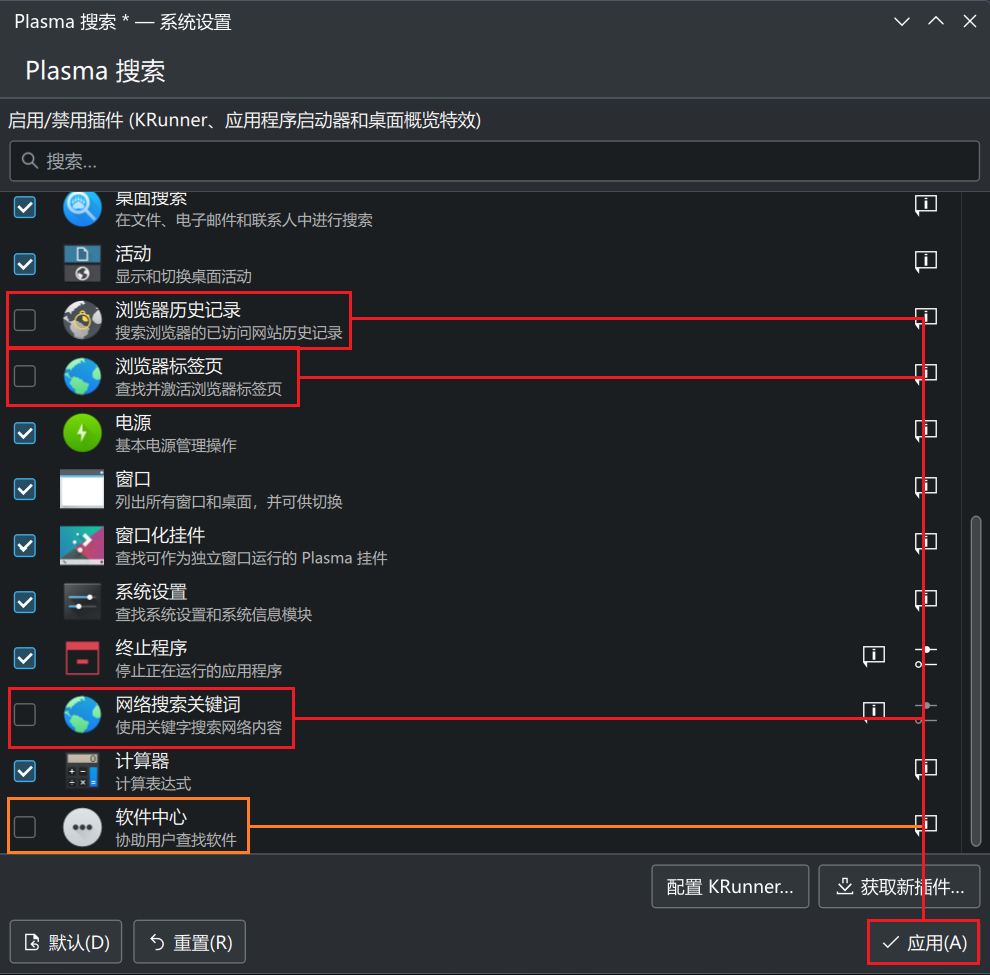 Plasma 搜索 * — 系统设置
Plasma 搜索
启用/禁用插件 (KRunner、应用程序启动器和桌面概览特效)
搜索...
桌面搜索
在文件、电子邮件和联系人中进行搜索
活动
显示和切换桌面活动
浏览器历史记录
搜索浏览器的已访问网站历史记录
浏览器标签页
查找并激活浏览器标签页
电源
基本电源管理操作
窗口
列出所有窗口和桌面，并可供切换
窗口化挂件
查找可作为独立窗口运行的 Plasma 挂件
系统设置
查找系统设置和系统信息模块
终止程序
停止正在运行的应用程序
网络搜索关键词
使用关键字搜索网络内容
计算器
计算表达式
软件中心
协助用户查找软件
配置 KRunner...
获取新插件...
默认(D)
重置(R)
应用(A)